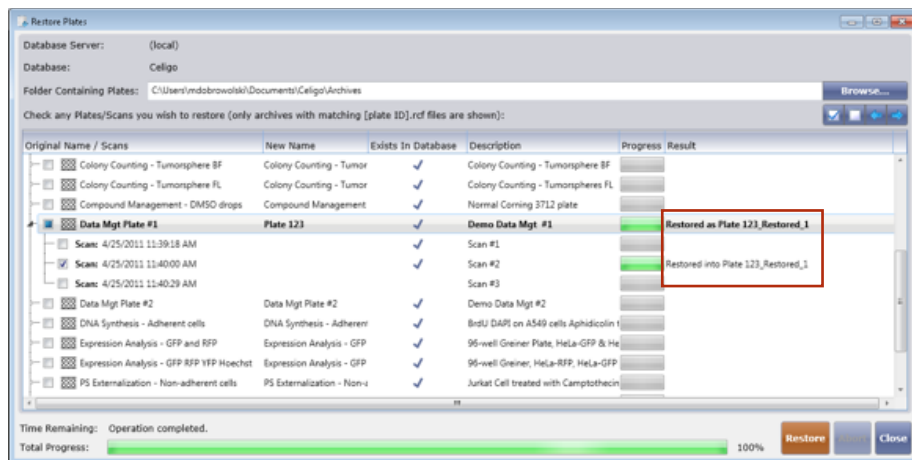 Restore Plates
Database Server: (local)
Database: Celigo
Folder Containing Plates: C:\Users\mdobrowolski\Documents\Celigo\Archives Browse...
Check any Plates/Scans you wish to restore (only archives with matching [plate ID].rcf files are shown):
Original Name / Scans New Name Exists In Database Description Progress Result
Colony Counting - Tumorsphere BF Colony Counting - Tumor Colony Counting - Tumorsphere BF
Colony Counting - Tumorsphere FL Colony Counting - Tumor Colony Counting - Tumorspheres FL
Compound Management - DMSO drops Compound Management Normal Corning 3712 plate
Data Mgt Plate #1 Plate 123 Demo Data Mgt #1 Restored as Plate 123_Restored_1
Scan: 4/25/2011 11:39:18 AM Scan #1
Scan: 4/25/2011 11:40:00 AM Scan #2 Restored into Plate 123_Restored_1
Scan: 4/25/2011 11:40:29 AM Scan #3
Data Mgt Plate #2 Data Mgt Plate #2 Demo Data Mgt #2
DNA Synthesis - Adherent cells DNA Synthesis - Adheren BrdU DAPI on A549 cells Aphidicolin t
Expression Analysis - GFP and RFP Expression Analysis - GFP 96-well Greiner Plate, HeLa-GFP & He
Expression Analysis - GFP RFP YFP Hoechst Expression Analysis - GFP 96-well Greiner, HeLa-RFP, HeLa-GFP
PS Externalization - Non-adherent cells PS Externalization - Non-a Jurkat Cell treated with Camptothecin
Time Remaining: Operation completed.
Total Progress: 100% Restore Close